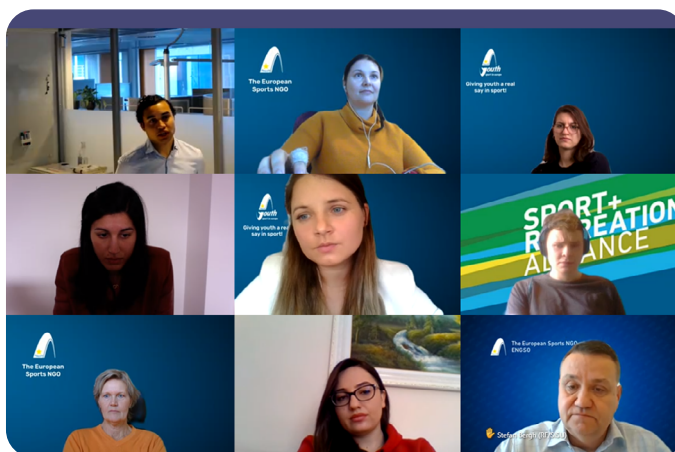 The European
Sports NGO
youth
Giving youth a real
say in sport!
youth
Giving youth a real
say in sport!
SPORT+
RECREATION
ALLIANCE
The European
Sports NGO
The European Sports NGO
ENGSO